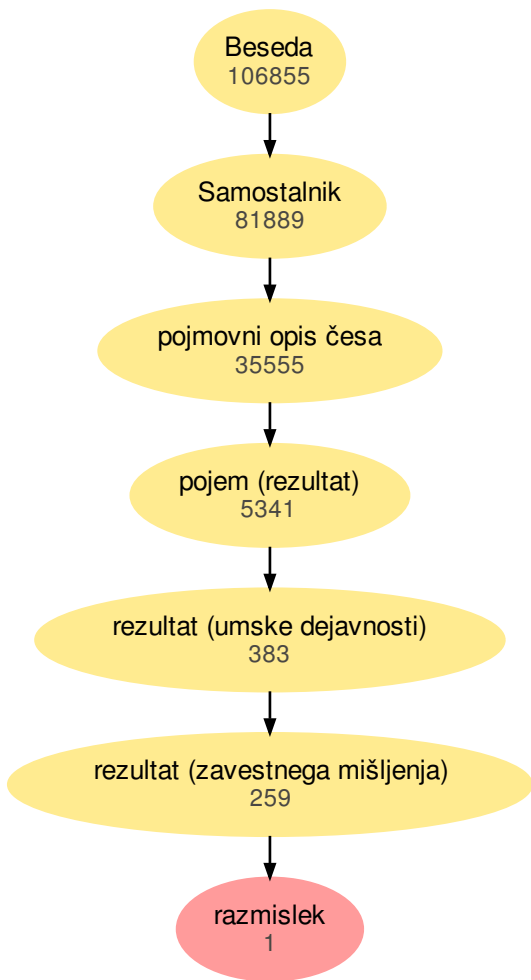 Beseda
106855
Samostalnik
81889
pojmovni opis česa
35555
pojem (rezultat)
5341
rezultat (umske dejavnosti)
383
rezultat (zavestnega mišljenja)
259
razmislek
1